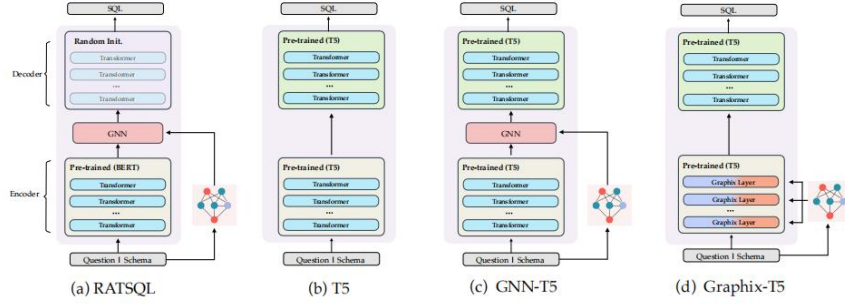 SQL
Random Init.
Transformer
Transformer
...
Transformer
Decoder
GNN
Encoder
Pre-trained (BERT)
Transformer
Transformer
...
Transformer
Question | Schema
(a) RATSQL
SQL
Pre-trained (T5)
Transformer
Transformer
...
Transformer
Pre-trained (T5)
Transformer
Transformer
...
Transformer
Question | Schema
(b) T5
SQL
Pre-trained (T5)
Transformer
Transformer
...
Transformer
GNN
Pre-trained (T5)
Transformer
Transformer
...
Transformer
Question | Schema
(c) GNN-T5
SQL
Pre-trained (T5)
Transformer
Transformer
...
Transformer
Pre-trained (T5)
Graphix Layer
Graphix Layer
...
Graphix Layer
Question | Schema
(d) Graphix-T5